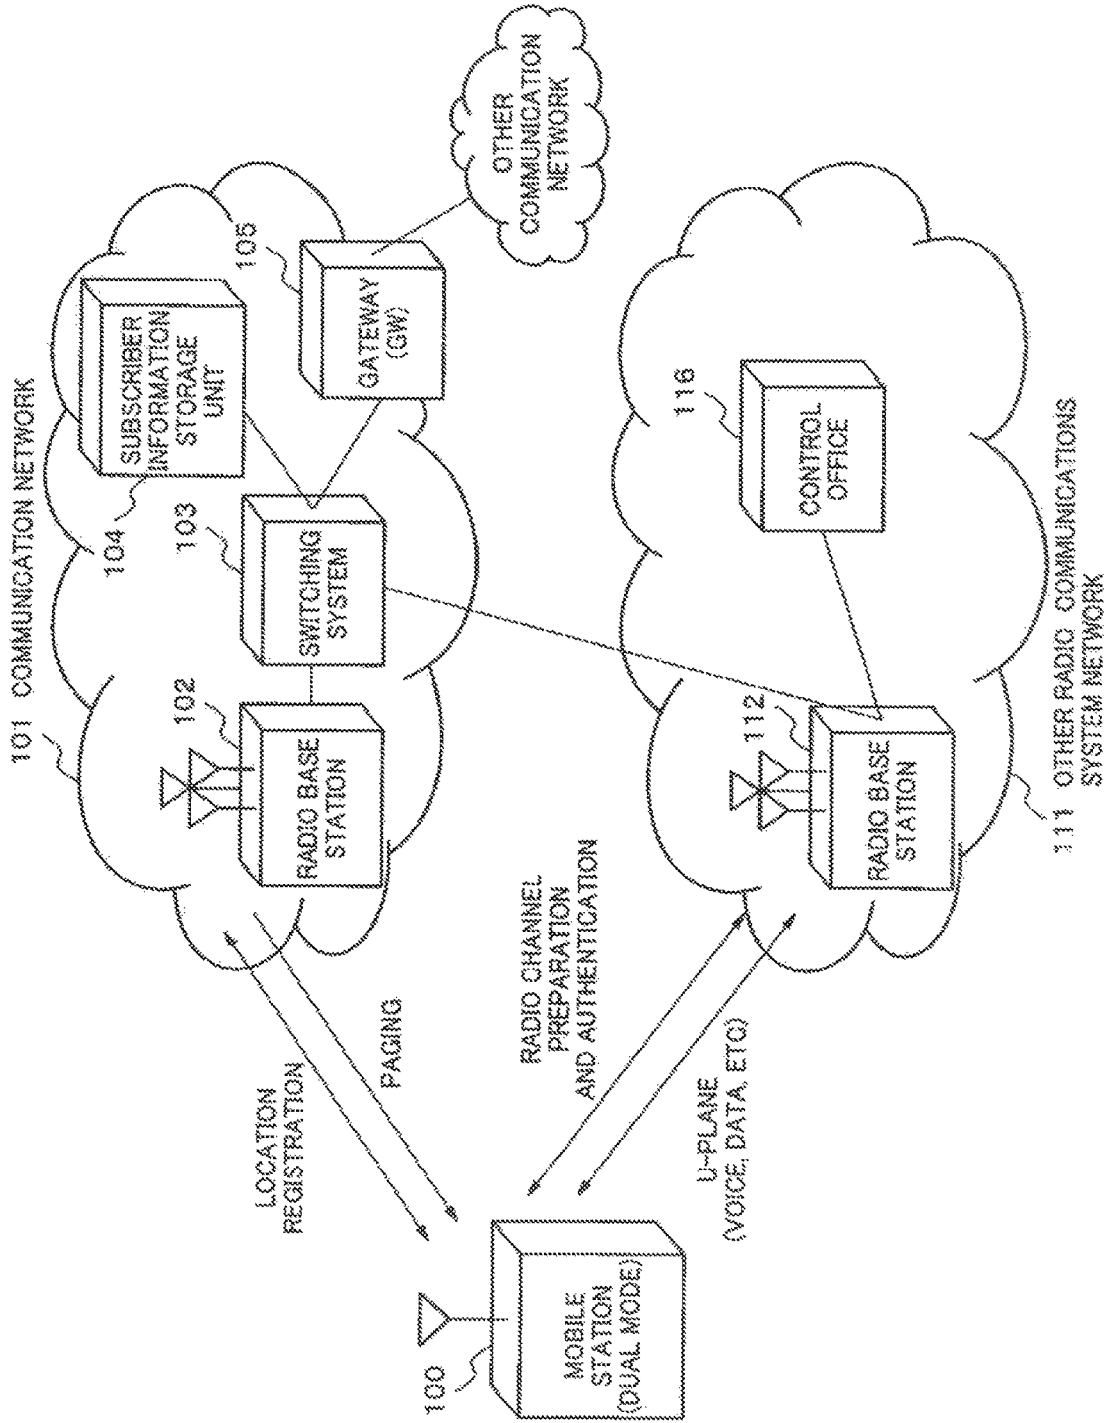 101 COMMUNICATION NETWORK
104
SUBSCRIBER
INFORMATION
STORAGE
UNIT
105
GATEWAY
(GW)
OTHER
COMMUNICATION
NETWORK
103
SWITCHING
SYSTEM
102
RADIO BASE
STATION
LOCATION
REGISTRATION
PAGING
100
MOBILE
STATION
(DUAL MODE)
RADIO CHANNEL
PREPARATION
AND AUTHENTICATION
U-PLANE
(VOICE, DATA, ETC)
112
RADIO BASE
STATION
116
CONTROL
OFFICE
111 OTHER RADIO COMMUNICATIONS
SYSTEM NETWORK